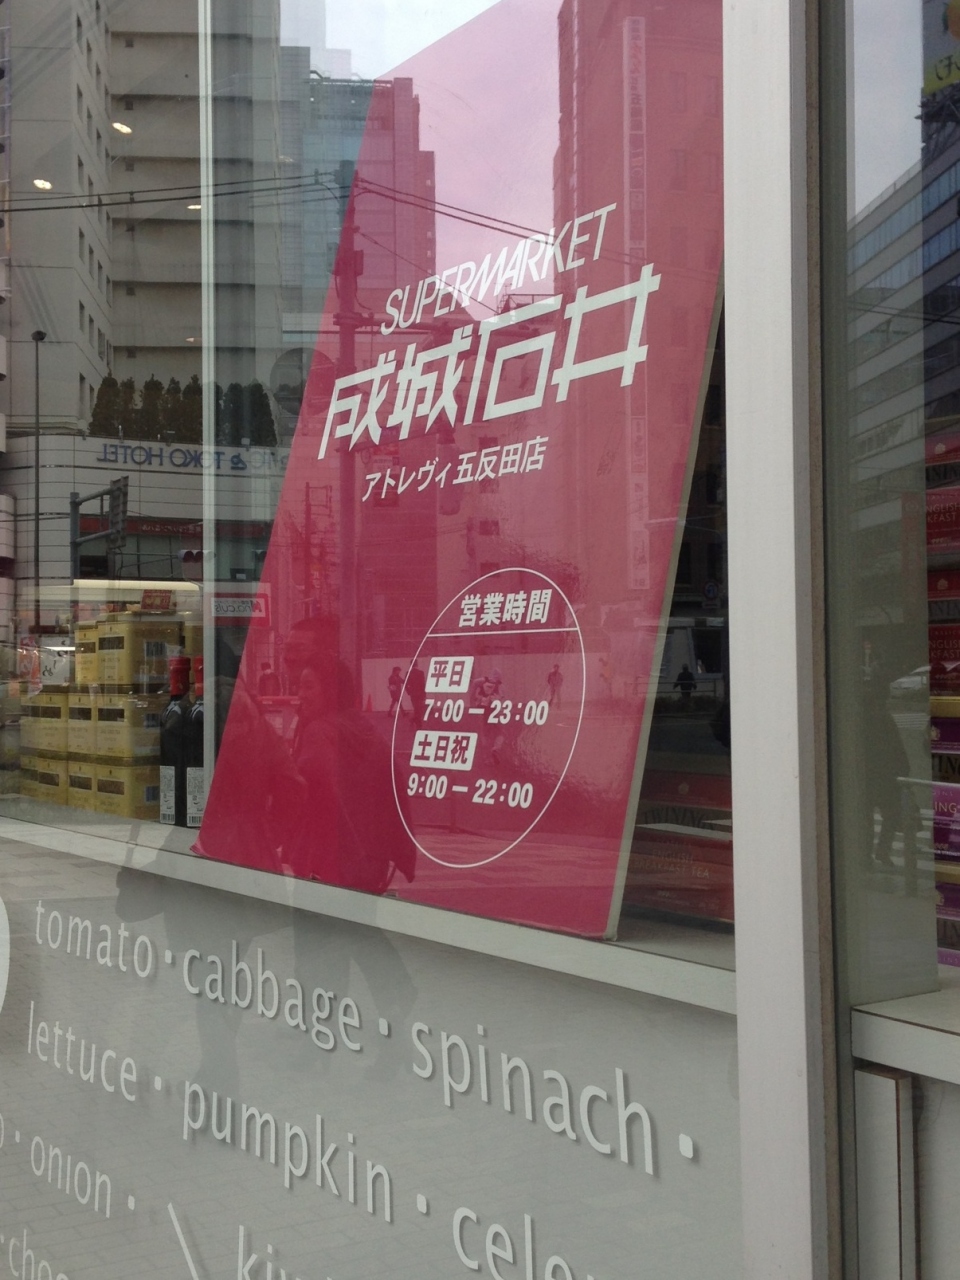 SUPERMARKET
成城石井
アトレヴィ五反田店
営業時間
平日
7:00－23:00
土日祝
9:00－22:00
TOKO HOTEL
TWININGS
tomato・cabbage・spinach・
lettuce・pumpkin・
・onion・